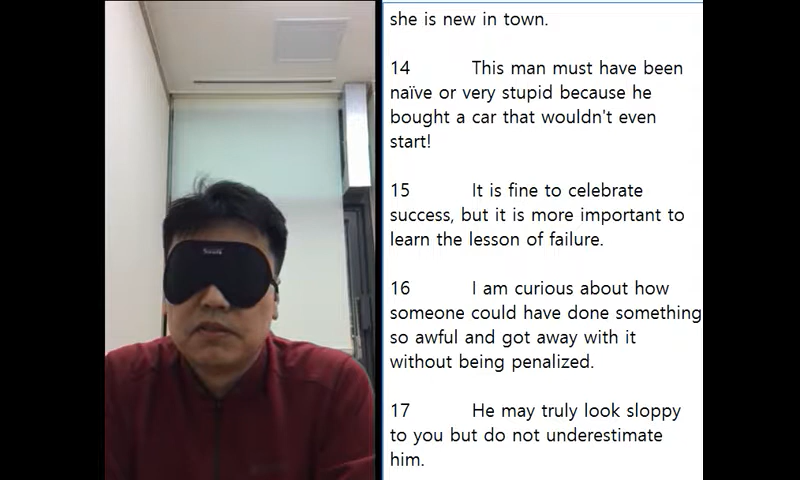 she is new in town.
14 This man must have been
naïve or very stupid because he
bought a car that wouldn't even
start!
15 It is fine to celebrate
success, but it is more important to
learn the lesson of failure.
16 I am curious about how
someone could have done something
so awful and got away with it
without being penalized.
17 He may truly look sloppy
to you but do not underestimate
him.